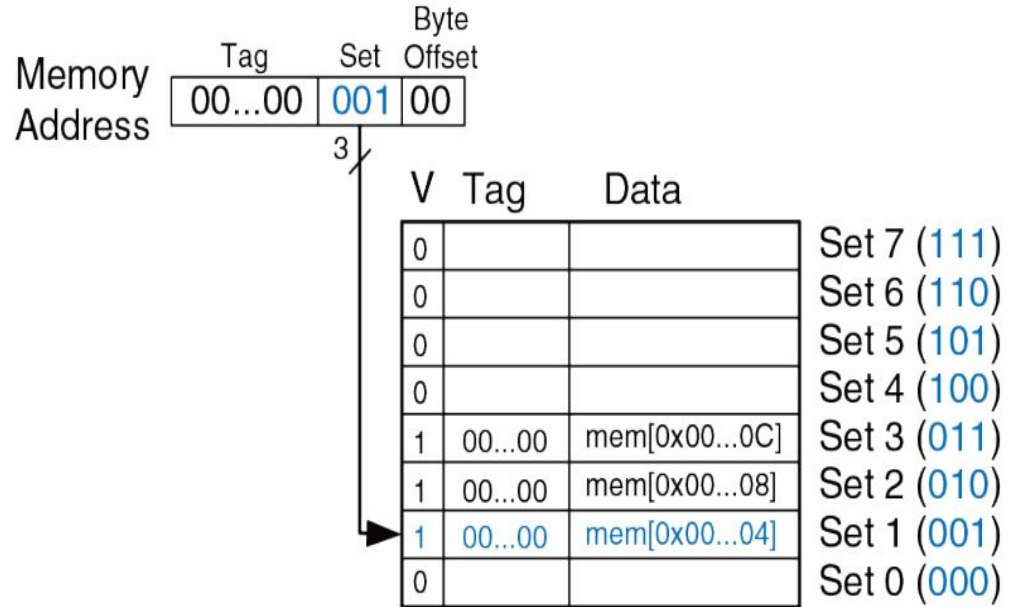 Memory Address
Tag Set Byte Offset
00...00 001 00
3
V Tag Data
0 Set 7 (111)
0 Set 6 (110)
0 Set 5 (101)
0 Set 4 (100)
1 00...00 mem[0x00...0C] Set 3 (011)
1 00...00 mem[0x00...08] Set 2 (010)
1 00...00 mem[0x00...04] Set 1 (001)
0 Set 0 (000)